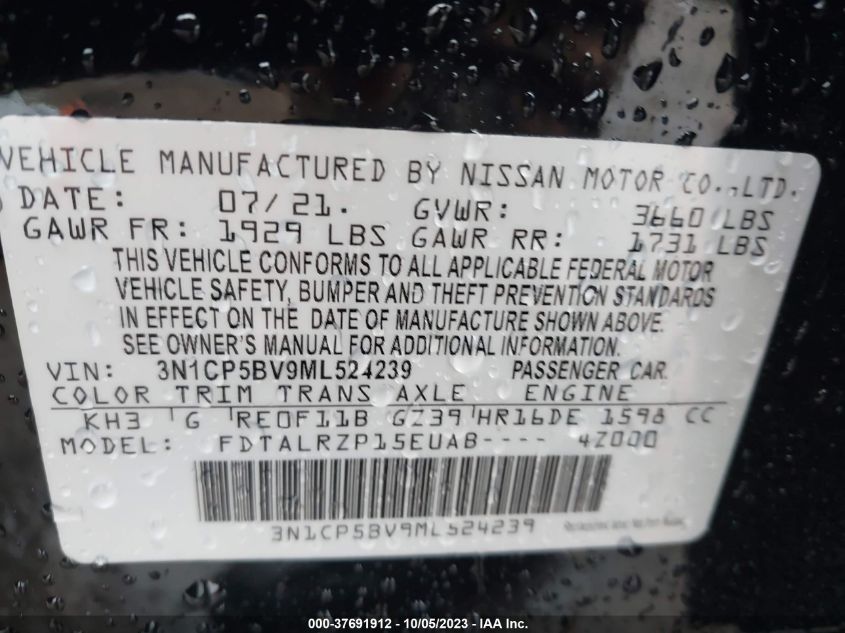 VEHICLE MANUFACTURED BY NISSAN MOTOR CO.,LTD.
DATE: 07/21. GVWR: 3660 LBS
GAWR FR: 1929 LBS GAWR RR: 1731 LBS
THIS VEHICLE CONFORMS TO ALL APPLICABLE FEDERAL MOTOR
VEHICLE SAFETY, BUMPER AND THEFT PREVENTION STANDARDS
IN EFFECT ON THE DATE OF MANUFACTURE SHOWN ABOVE.
SEE OWNER'S MANUAL FOR ADDITIONAL INFORMATION.
VIN: 3N1CP5BV9ML524239 PASSENGER CAR
COLOR TRIM TRANS AXLE ENGINE
KH3 G RE0F11B GZ39 HR16DE 1598 CC
MODEL: FDTALRZP15EUAB---- 4Z000
3N1CP5BV9ML524239
000-37691912 - 10/05/2023 - IAA Inc.